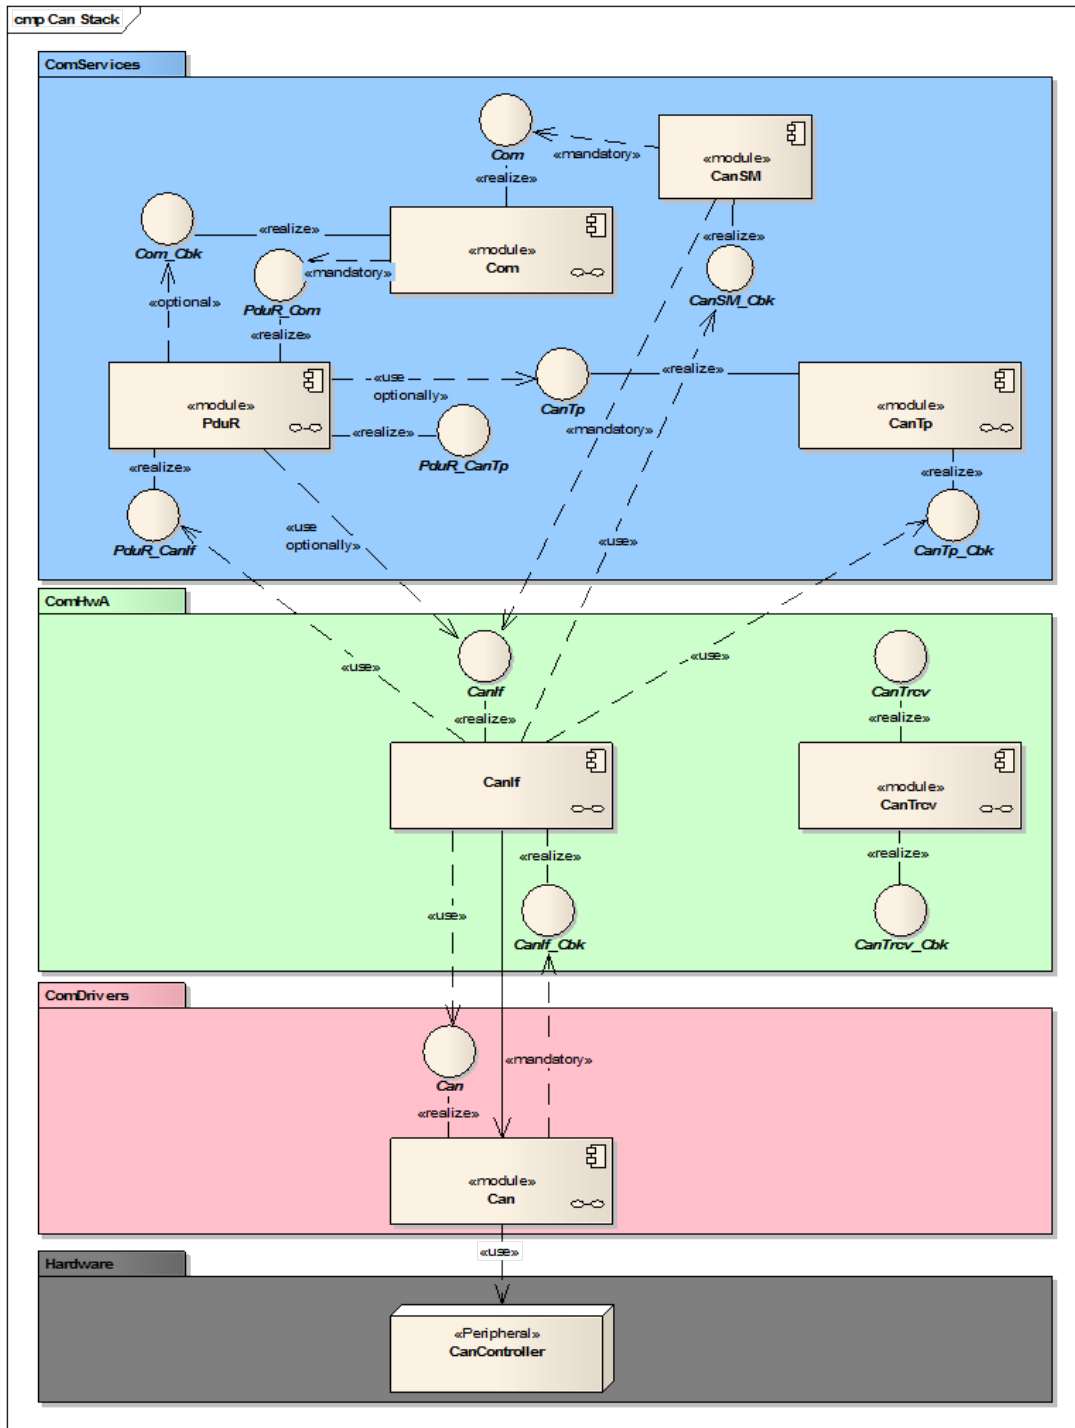 cmp Can Stack
ComServices
Com
«mandatory»
«module»
CanSM
«realize»
«realize»
Com_Cbk
«realize»
«module»
Com
«mandatory»
PduR_Com
CanSM_Cbk
«optional»
«realize»
«module»
PduR
«use
optionally»
CanTp
«realize»
«module»
CanTp
«mandatory»
«realize»
PduR_CanTp
«realize»
«realize»
PduR_CanIf
«use
optionally»
«use»
CanTp_Cbk
ComHwA
«use»
«use»
CanIf
«realize»
CanTrcv
«realize»
CanIf
«module»
CanTrcv
«realize»
«realize»
«use»
CanIf_Cbk
CanTrcv_Cbk
ComDrivers
Can
«mandatory»
«realize»
«module»
Can
«use»
Hardware
«Peripheral»
CanController